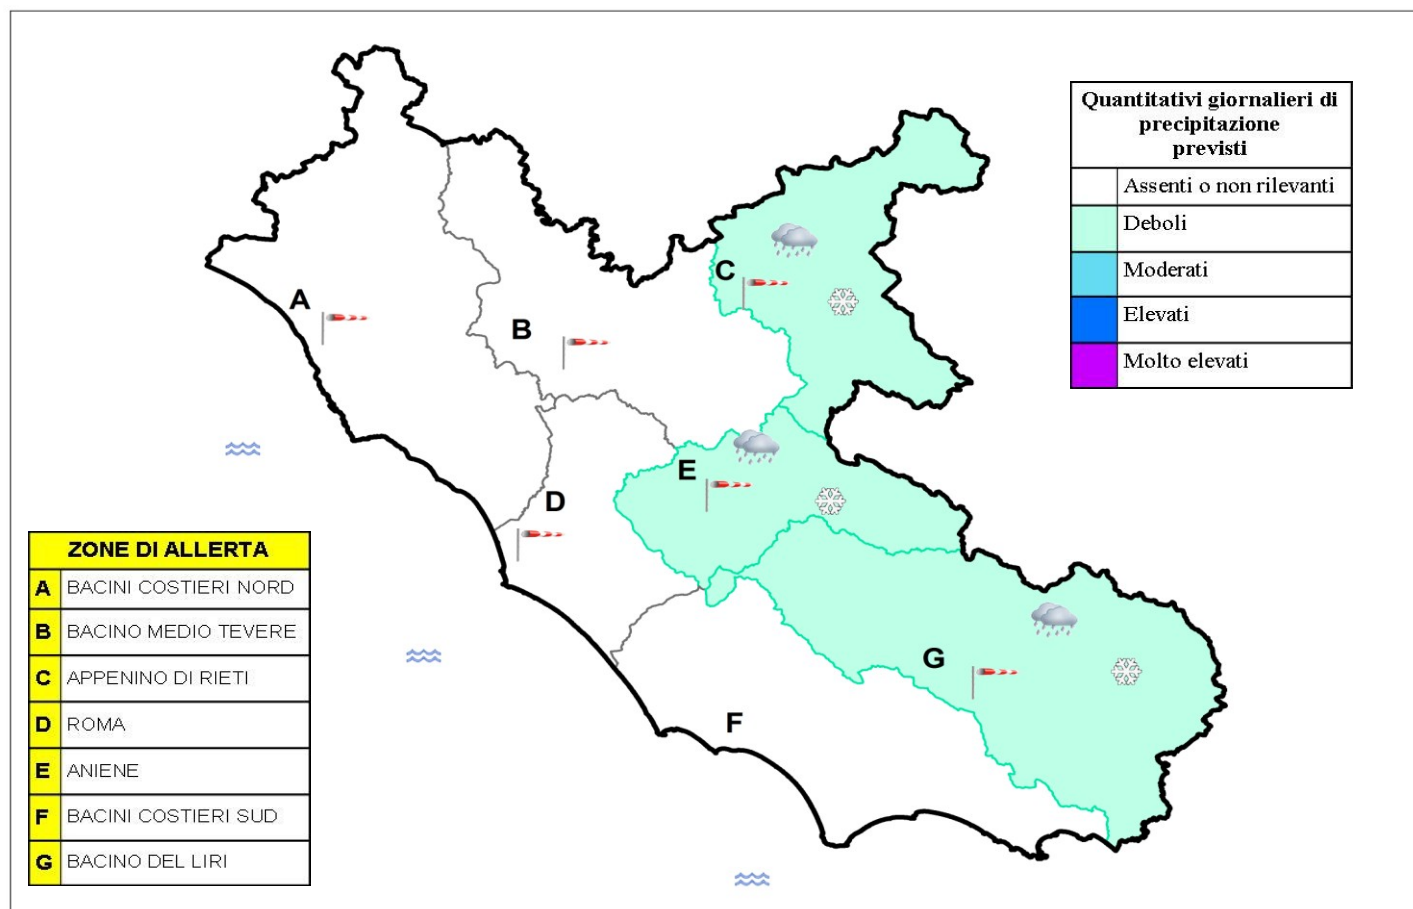 Quantitativi giornalieri di
precipitazione
previsti
Assenti o non rilevanti
Deboli
Moderati
Elevati
Molto elevati
C
A
B
E
D
G
F
ZONE DI ALLERTA
A BACINI COSTIERI NORD
B BACINO MEDIO TEVERE
C APPENINO DI RIETI
D ROMA
E ANIENE
F BACINI COSTIERI SUD
G BACINO DEL LIRI